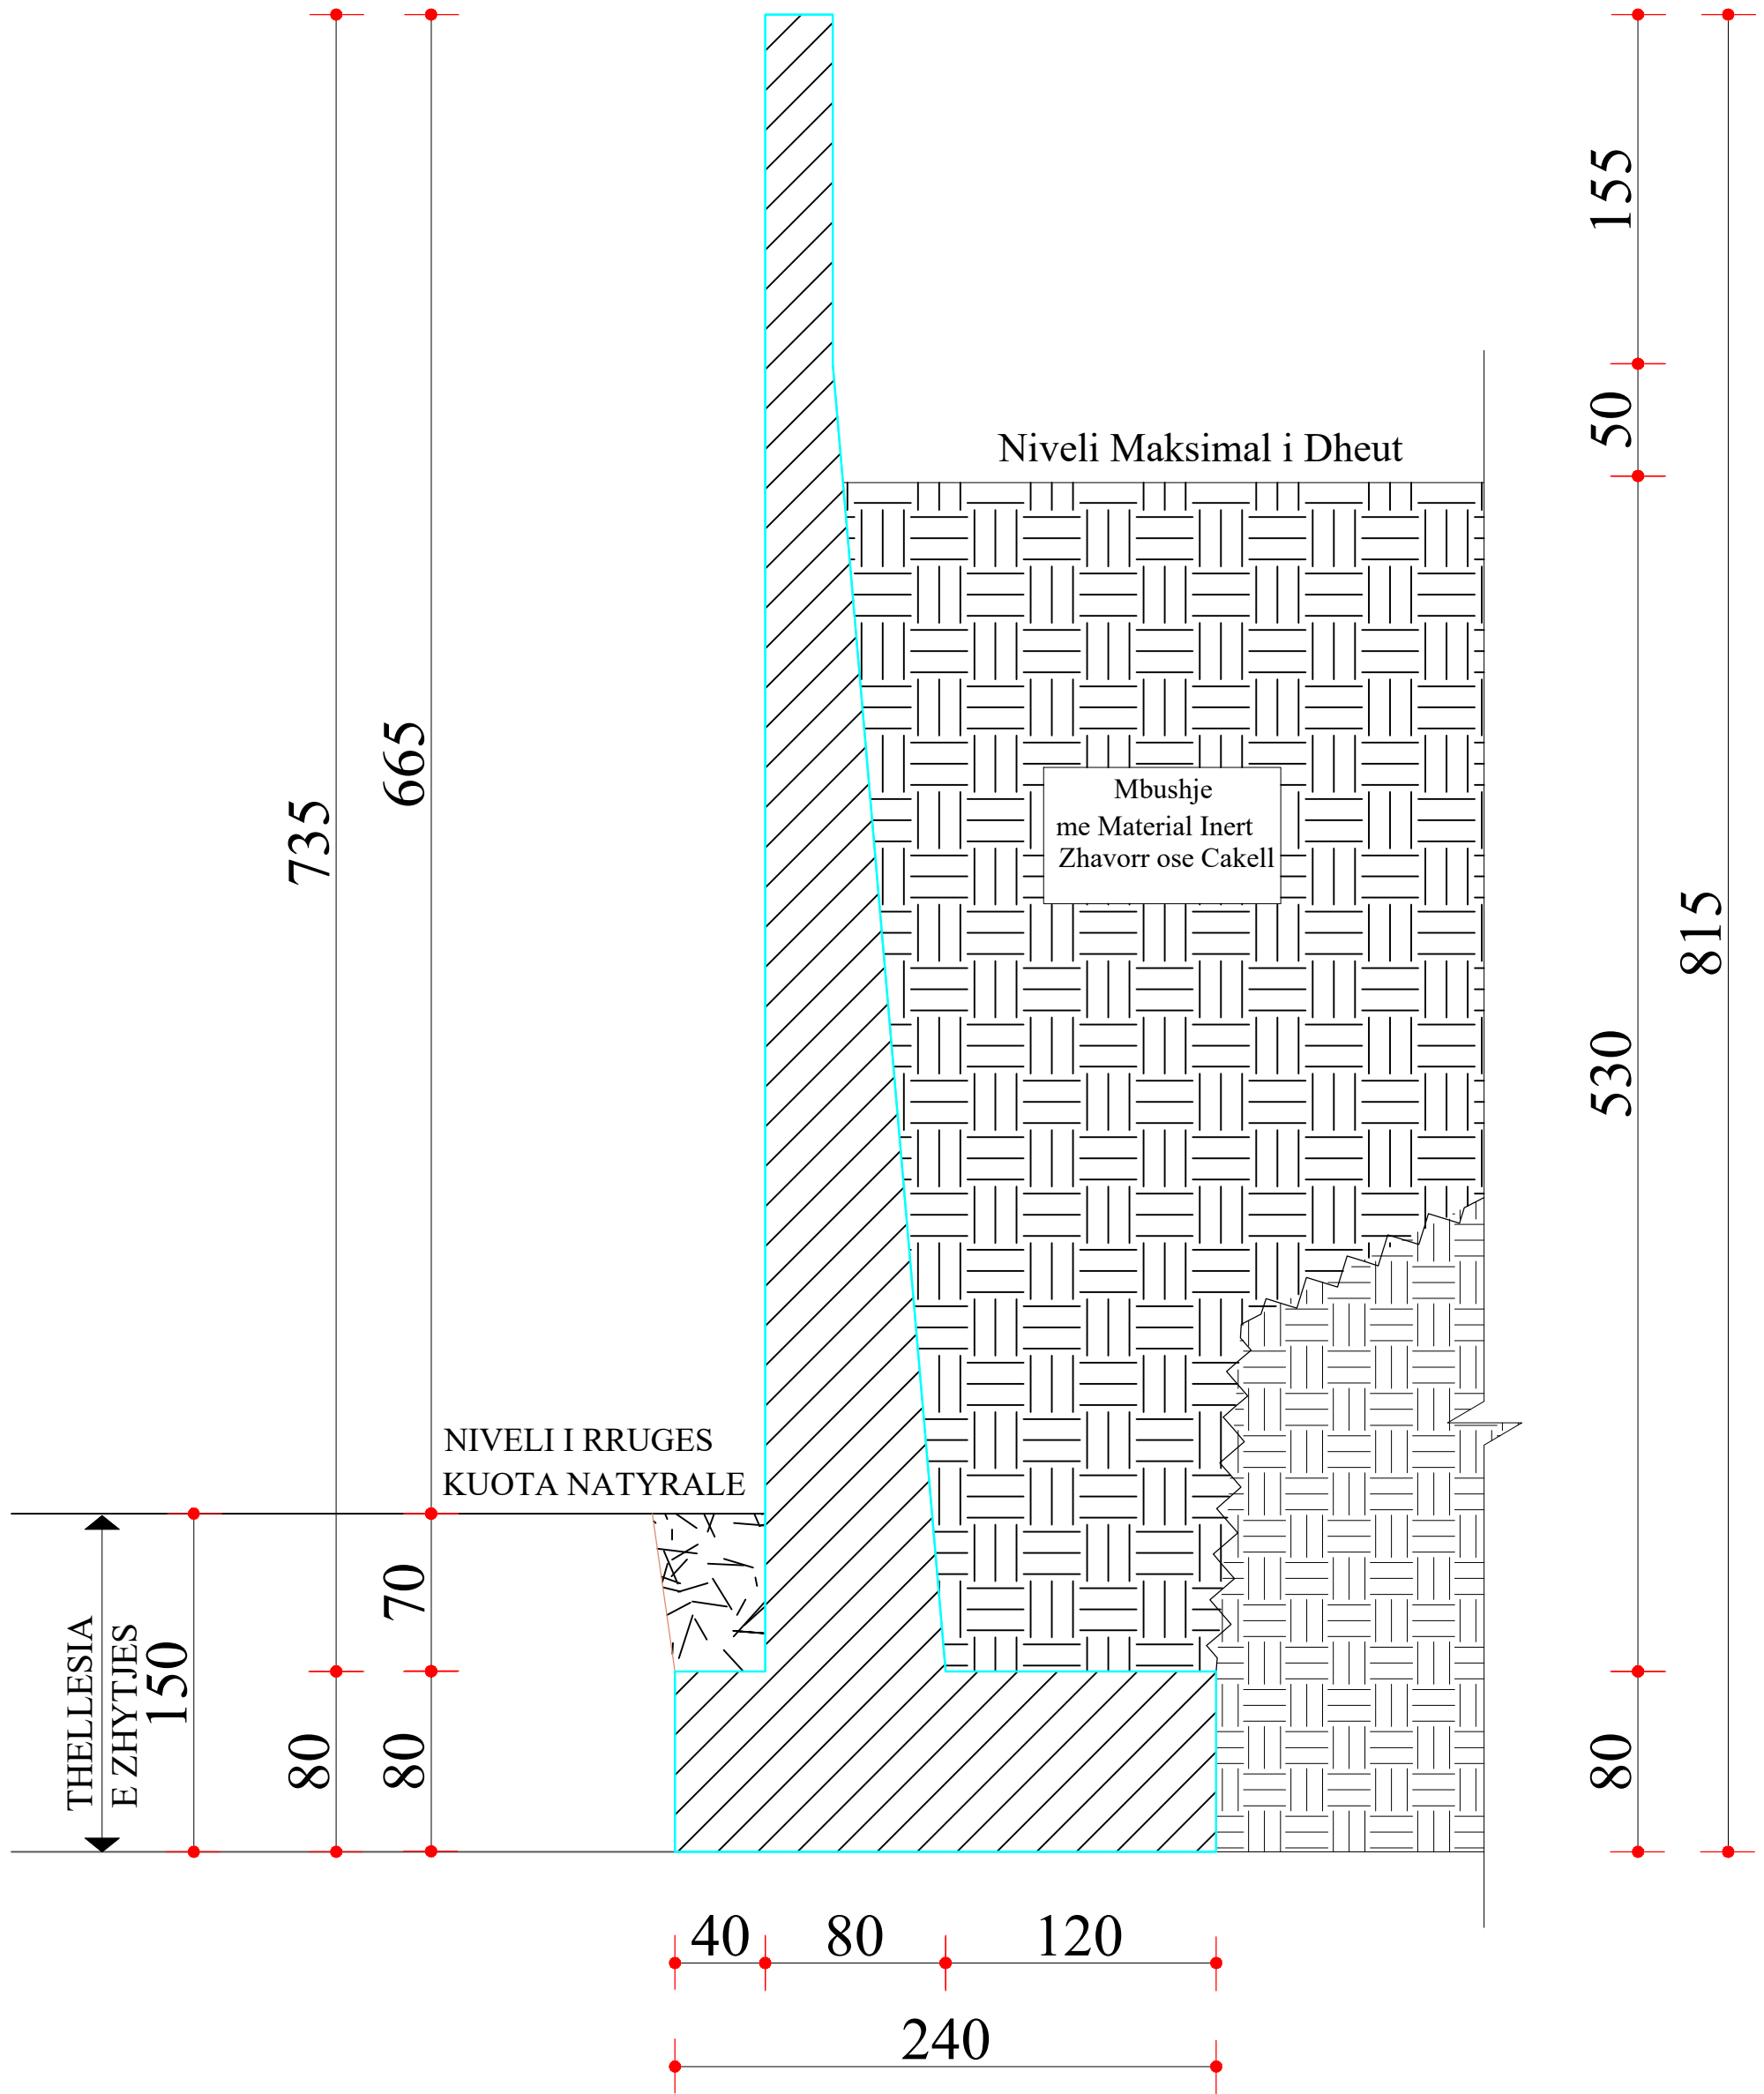 155
50
Niveli Maksimal i Dheut
735
665
Mbushje
me Material Inert
Zhavorr ose Cakell
815
530
NIVELI I RRUGES
KUOTA NATYRALE
THELLESIA
E ZHYTJES
150
70
80
80
80
40
80
120
240